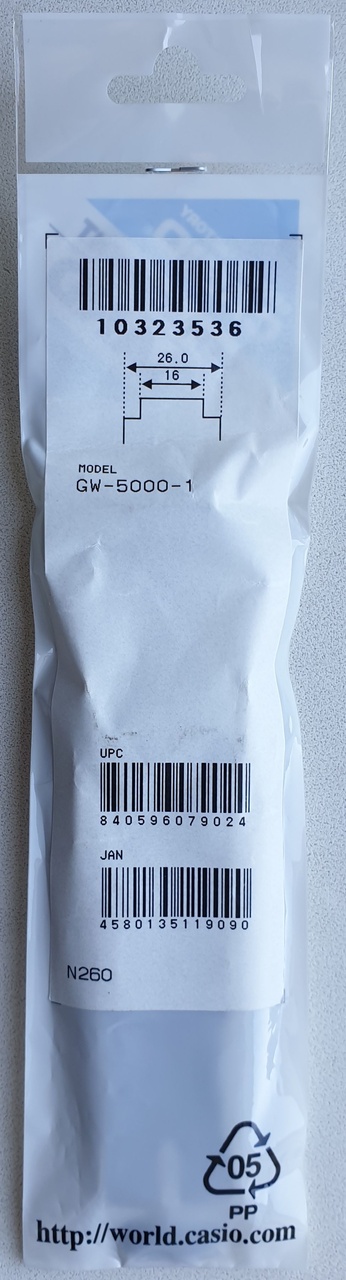 10323536
26.0
16
MODEL
GW-5000-1
UPC
840596079024
JAN
4580135119090
N260
05
PP
http://world.casio.com